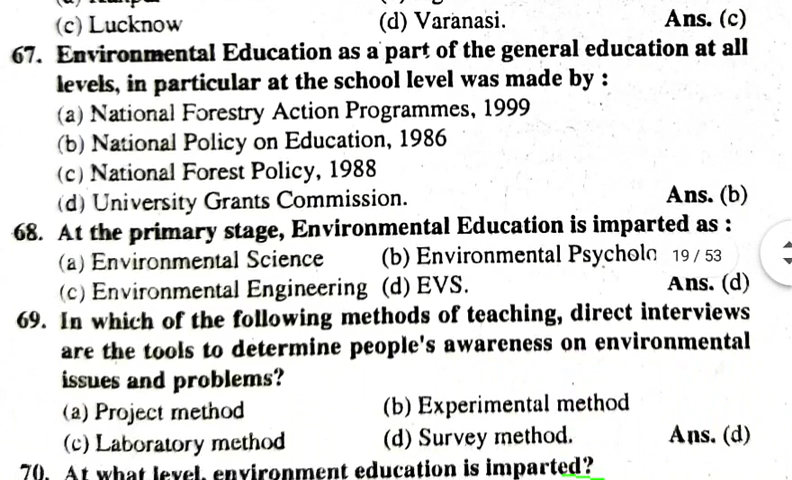 (c) Lucknow (d) Varanasi. Ans. (c)
67. Environmental Education as a part of the general education at all
levels, in particular at the school level was made by :
(a) National Forestry Action Programmes, 1999
(b) National Policy on Education, 1986
(c) National Forest Policy, 1988
(d) University Grants Commission. Ans. (b)
68. At the primary stage, Environmental Education is imparted as :
(a) Environmental Science (b) Environmental Psycholo 19 / 53
(c) Environmental Engineering (d) EVS. Ans. (d)
69. In which of the following methods of teaching, direct interviews
are the tools to determine people's awareness on environmental
issues and problems?
(a) Project method (b) Experimental method
(c) Laboratory method (d) Survey method. Ans. (d)
70. At what level, environment education is imparted?